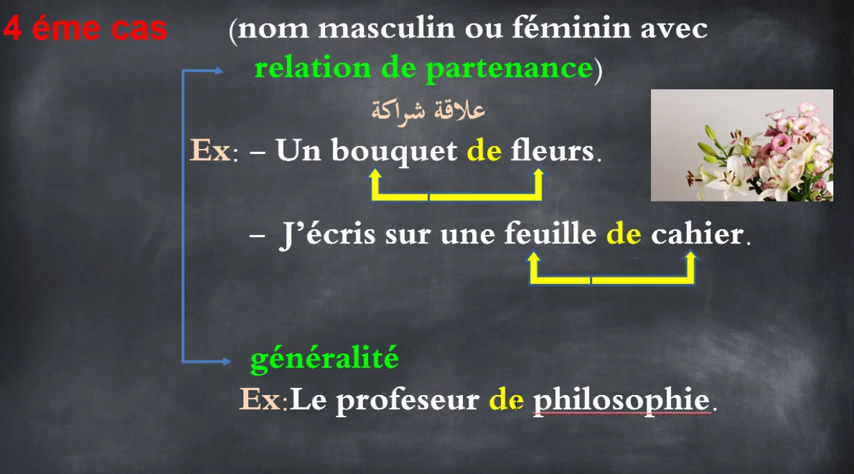 4 éme cas (nom masculin ou féminin avec
relation de partenance)
علاقة شراكة
Ex: – Un bouquet de fleurs.
– J’écris sur une feuille de cahier.
généralité
Ex:Le profeseur de philosophie.